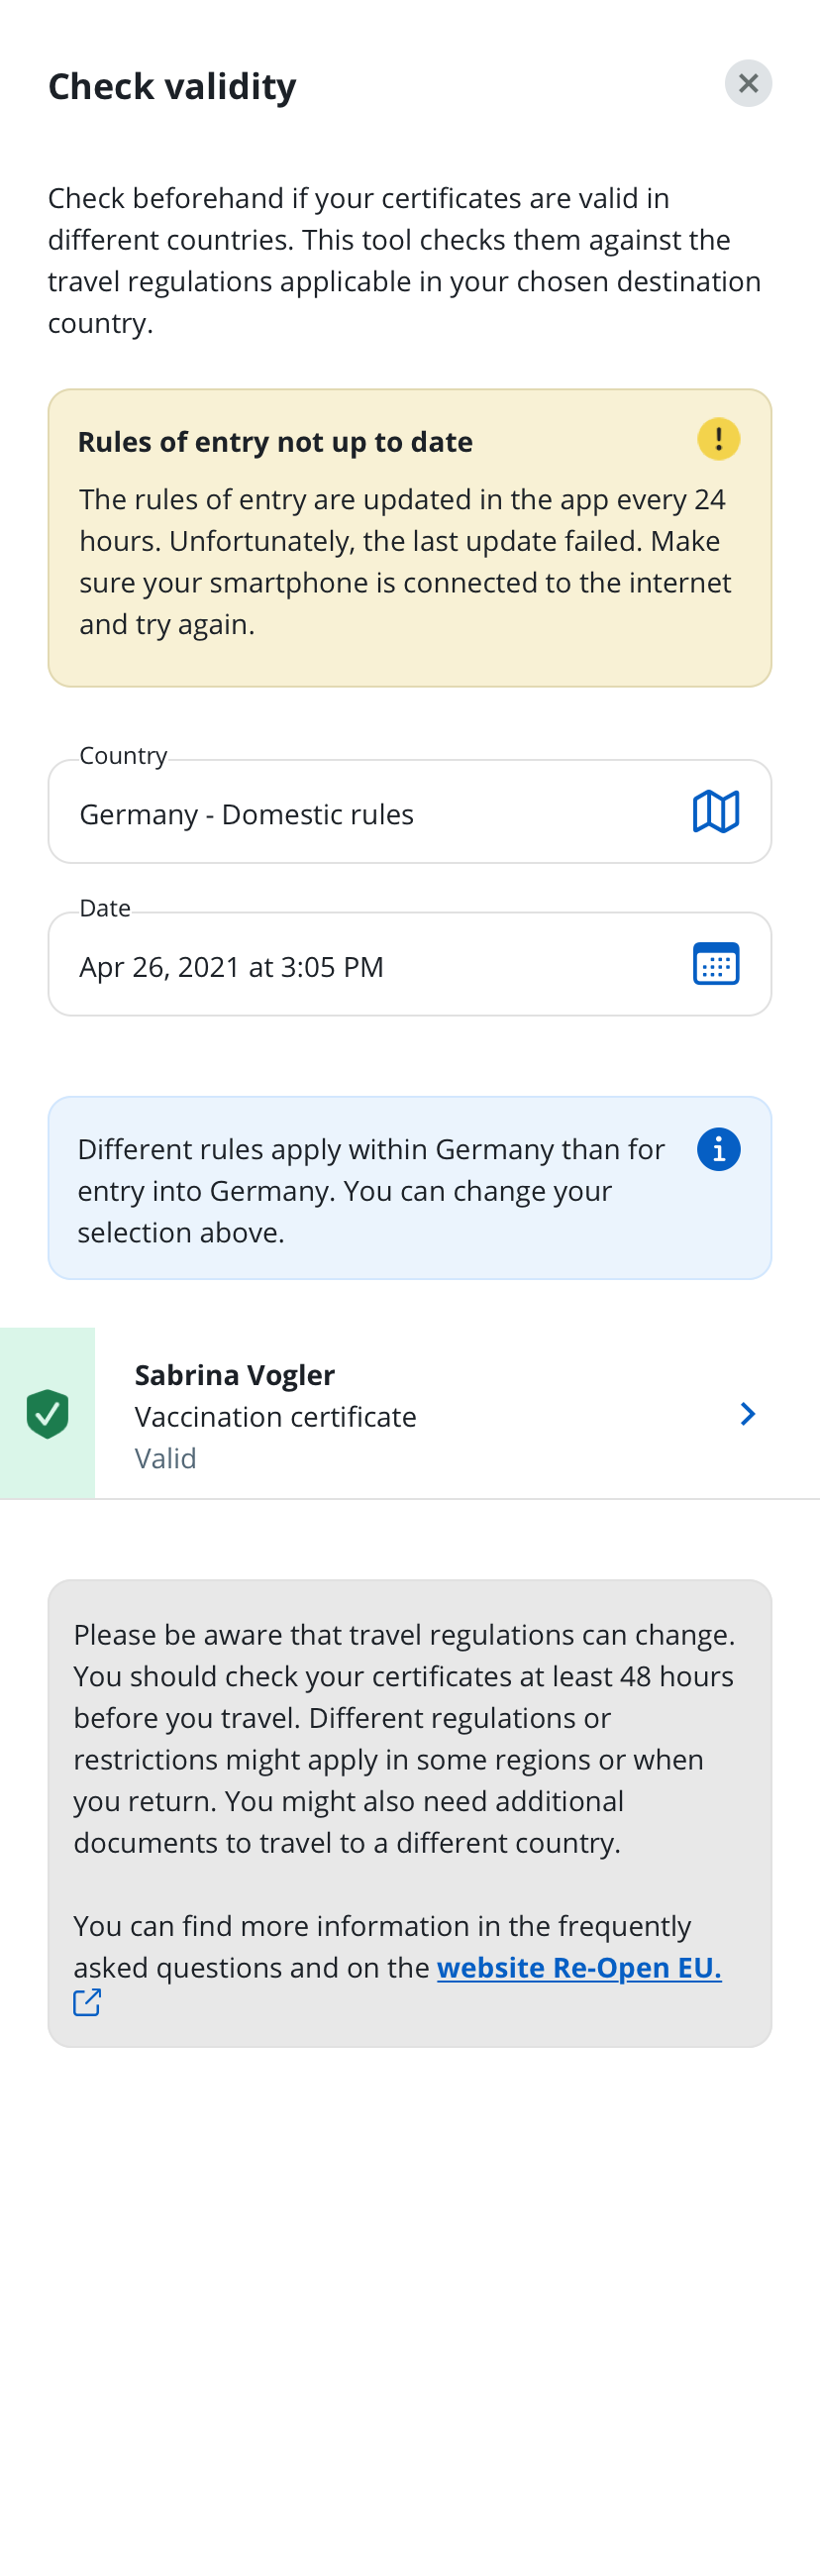 Check validity
Check beforehand if your certificates are valid in
different countries. This tool checks them against the
travel regulations applicable in your chosen destination
country.
Rules of entry not up to date
The rules of entry are updated in the app every 24
hours. Unfortunately, the last update failed. Make
sure your smartphone is connected to the internet
and try again.
Country
Germany - Domestic rules
Date
Apr 26, 2021 at 3:05 PM
Different rules apply within Germany than for
entry into Germany. You can change your
selection above.
Sabrina Vogler
Vaccination certificate
Valid
Please be aware that travel regulations can change.
You should check your certificates at least 48 hours
before you travel. Different regulations or
restrictions might apply in some regions or when
you return. You might also need additional
documents to travel to a different country.
You can find more information in the frequently
asked questions and on the website Re-Open EU.